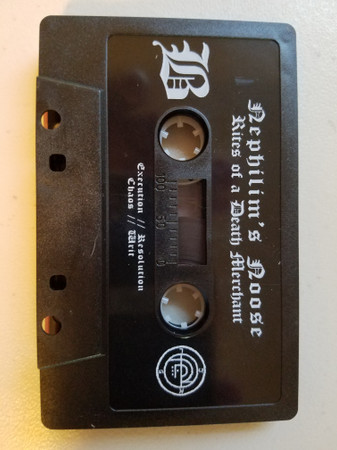 Nephilim's Noose
Rites of a Death Merchant
B
100 50 0
Execution // Resolution
Chaos // Writ